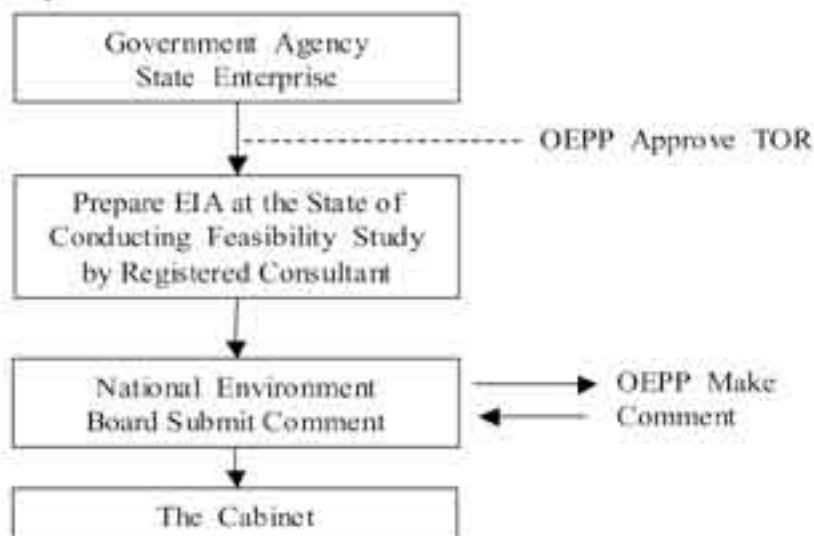 Government Agency
State Enterprise
OEPP Approve TOR
Prepare EIA at the State of
Conducting Feasibility Study
by Registered Consultant
National Environment
Board Submit Comment
OEPP Make
Comment
The Cabinet